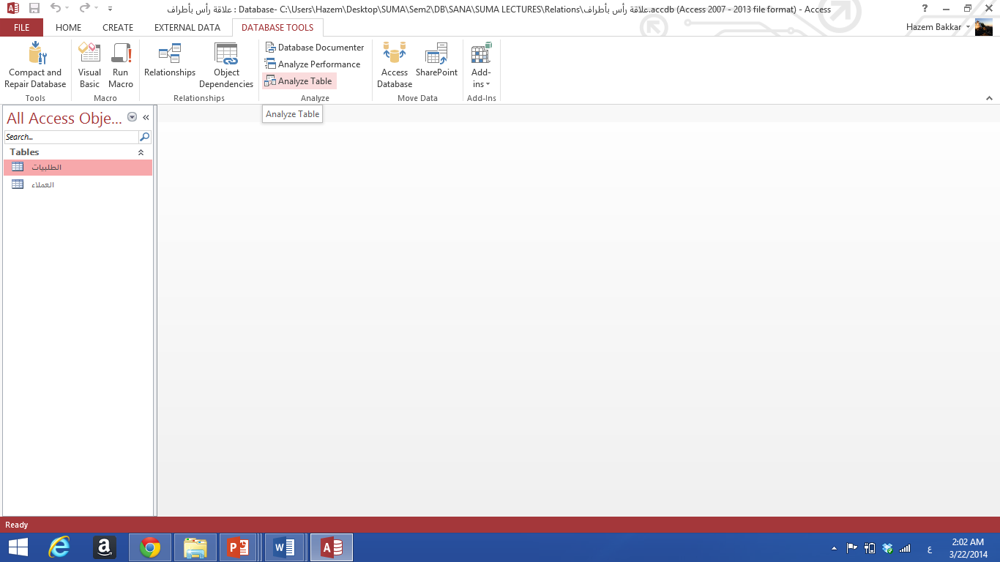 علاقة رأس بأطراف : Database- C:\Users\Hazem\Desktop\SUMA\Sem2\DB\SANA\SUMA LECTURES\Relations\علاقة رأس بأطراف.accdb (Access 2007 - 2013 file format) - Access
FILE HOME CREATE EXTERNAL DATA DATABASE TOOLS Hazem Bakkar
Compact and Repair Database
Tools
Visual Basic
Run Macro
Macro
Relationships
Object Dependencies
Relationships
Database Documenter
Analyze Performance
Analyze Table
Analyze
Access Database
SharePoint
Move Data
Add-ins
Add-Ins
Analyze Table
All Access Obje...
Search...
Tables
الطلبيات
العملاء
Ready
ع
2:02 AM
3/22/2014